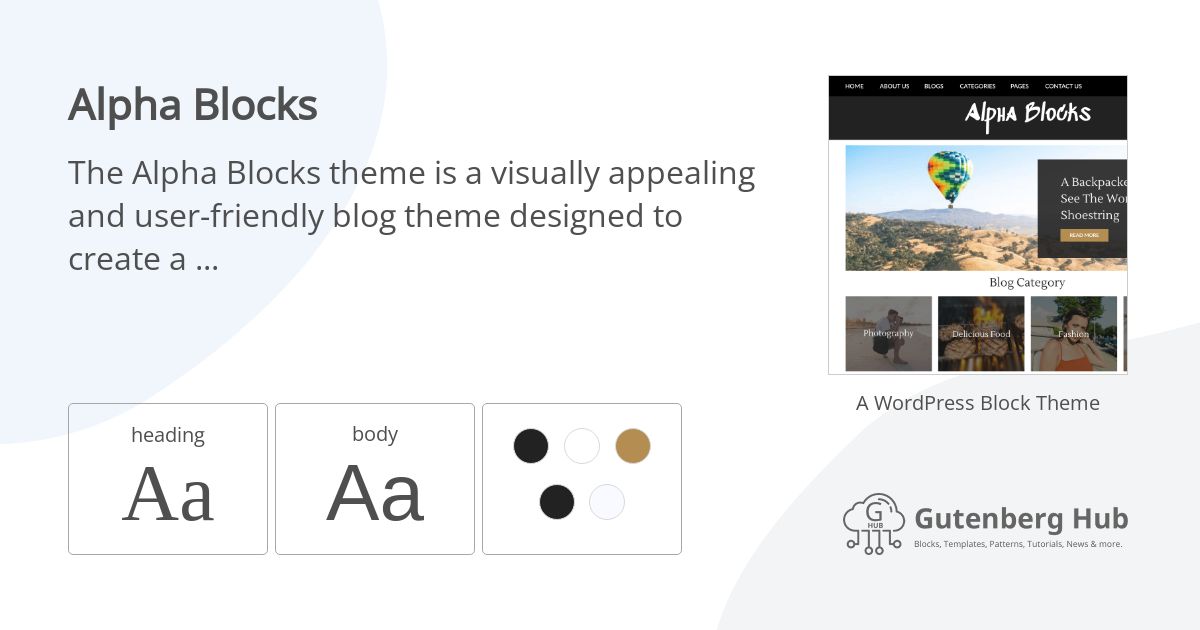 Alpha Blocks
The Alpha Blocks theme is a visually appealing
and user-friendly blog theme designed to
create a ...
heading
Aa
body
Aa
HOME ABOUT US BLOGS CATEGORIES PAGES CONTACT US
Alpha Blocks
A Backpacke
See The Wor
Shoestring
READ MORE
Blog Category
Photography Delicious Food Fashion
A WordPress Block Theme
G
HUB
Gutenberg Hub
Blocks, Templates, Patterns, Tutorials, News & more.